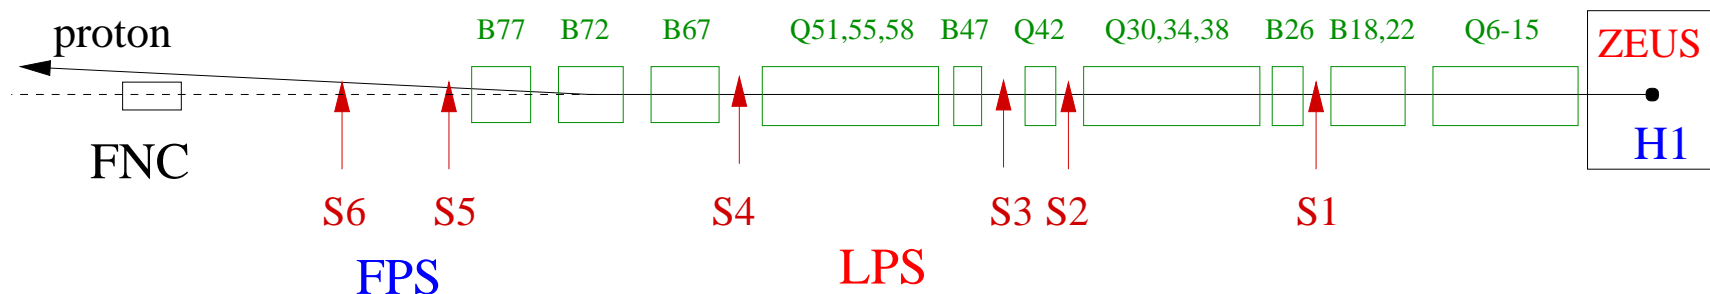 proton
B77 B72 B67 Q51,55,58 B47 Q42 Q30,34,38 B26 B18,22 Q6-15
ZEUS
H1
FNC
S6 S5 S4 S3 S2 S1
FPS LPS